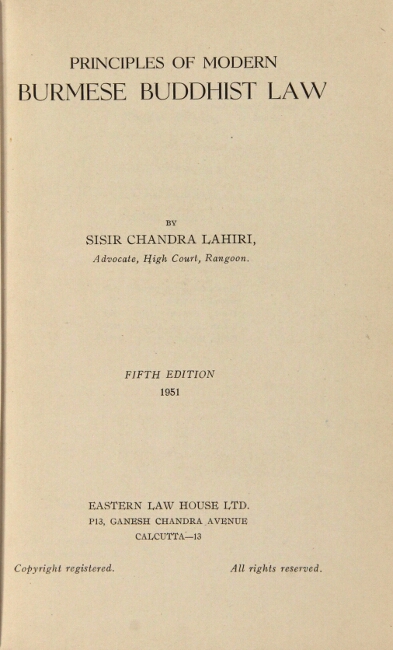 PRINCIPLES OF MODERN
BURMESE BUDDHIST LAW
BY
SISIR CHANDRA LAHIRI,
Advocate, High Court, Rangoon.
FIFTH EDITION
1951
EASTERN LAW HOUSE LTD.
P13, GANESH CHANDRA AVENUE
CALCUTTA—13
Copyright registered. All rights reserved.